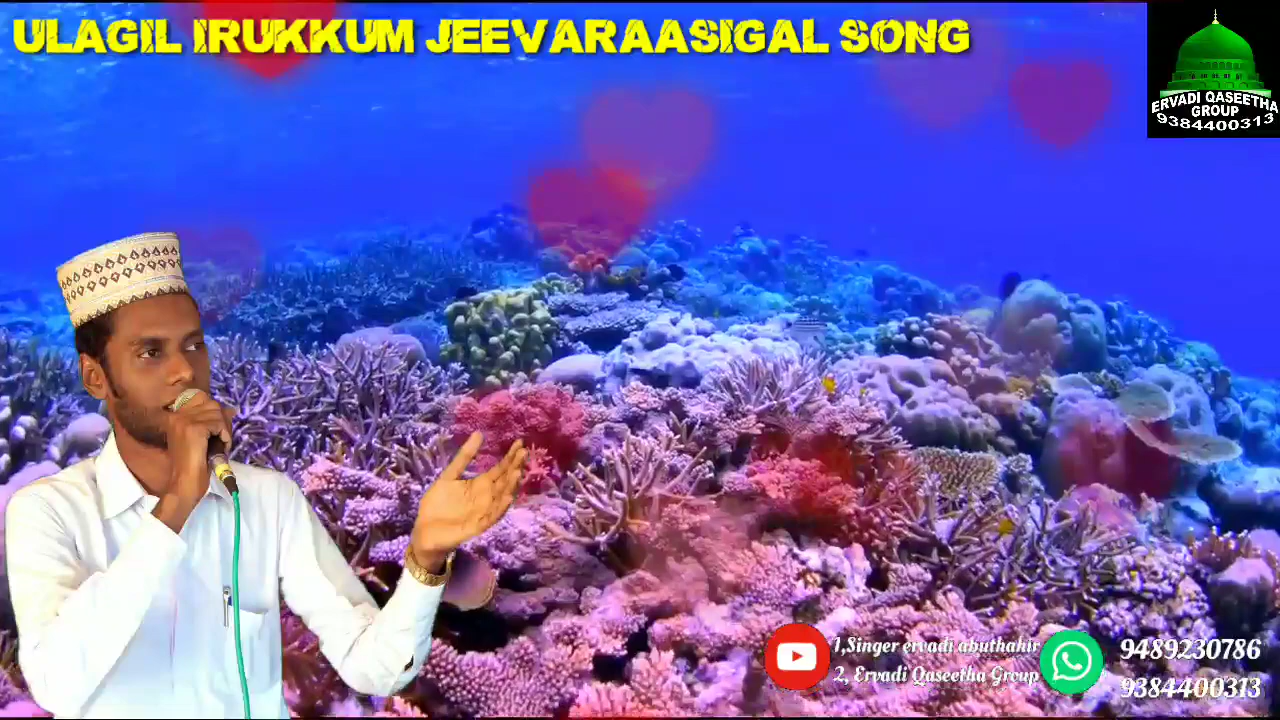 ULAGIL IRUKKUM JEEVARAASIGAL SONG
ERVADI QASEETHA
GROUP
9384400313
1,Singer ervadi abuthahir
2, Ervadi Qaseetha Group
9489230786
9384400313